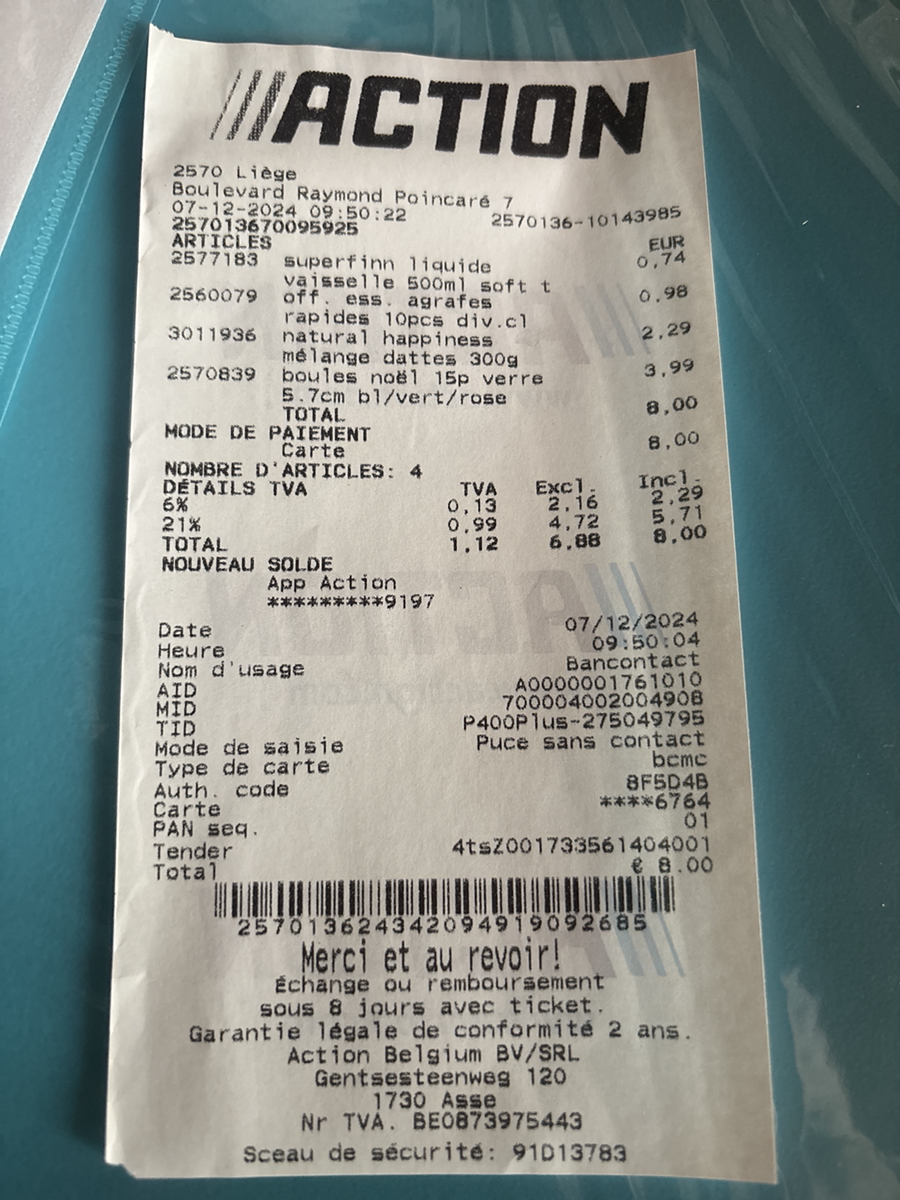 ACTION
2570 Liège
Boulevard Raymond Poincaré 7
07-12-2024 09:50:22 2570136-10143985
257013670095925
ARTICLES EUR
2577183 superfinn liquide 0,74
vaisselle 500ml soft t
2560079 off. ess. agrafes 0,98
rapides 10pcs div.cl
3011936 natural happiness 2,29
mélange dattes 300g
2570839 boules noël 15p verre 3,99
5.7cm bl/vert/rose
TOTAL 8,00
MODE DE PAIEMENT
Carte 8,00
NOMBRE D'ARTICLES: 4
DÉTAILS TVA TVA Excl. Incl.
6% 0,13 2,16 2,29
21% 0,99 4,72 5,71
TOTAL 1,12 6,88 8,00
NOUVEAU SOLDE
App Action
*********9197
Date 07/12/2024
Heure 09:50:04
Nom d'usage Bancontact
AID A0000001761010
MID 700004002004908
TID P400Plus-275049795
Mode de saisie Puce sans contact
Type de carte bcmc
Auth. code 8F5D4B
Carte ****6764
PAN seq. 01
Tender 4tsZ001733561404001
Total € 8.00
257013624342094919092685
Merci et au revoir!
Échange ou remboursement
sous 8 jours avec ticket.
Garantie légale de conformité 2 ans.
Action Belgium BV/SRL
Gentsesteenweg 120
1730 Asse
Nr TVA. BE0873975443
Sceau de sécurité: 91D13783